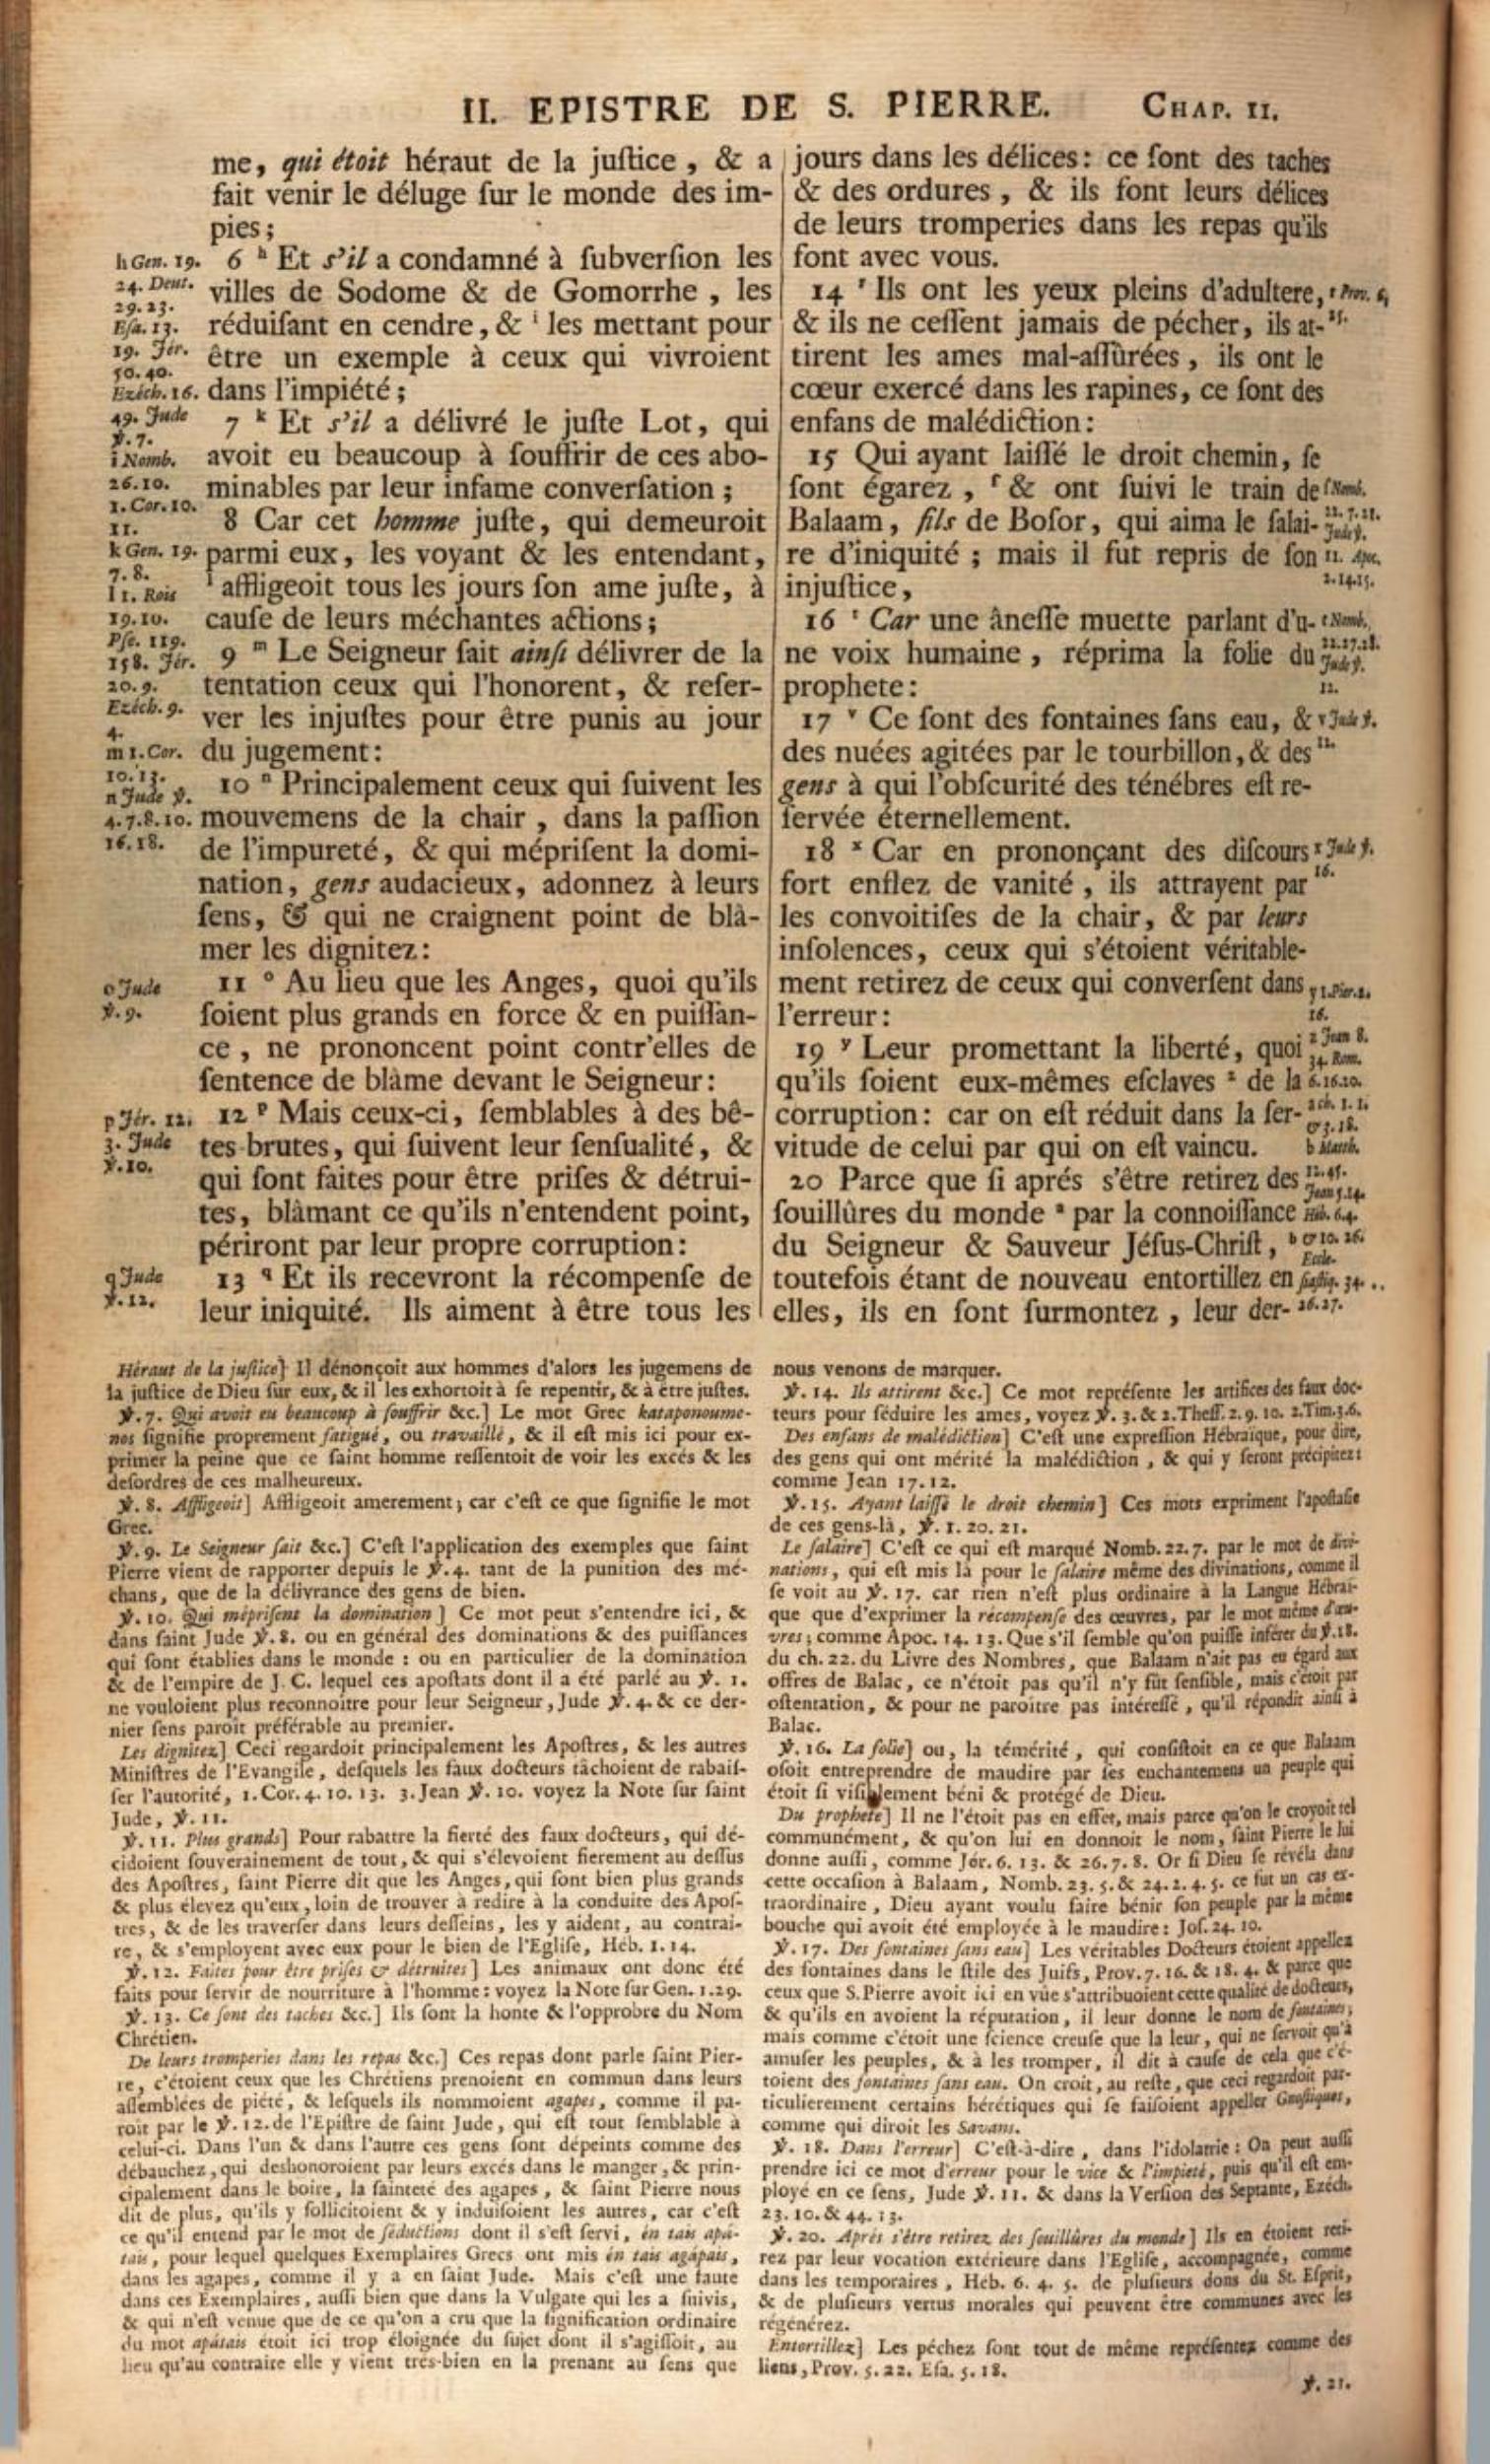 II. EPISTRE DE S. PIERRE. CHAP. II.
me, qui étoit héraut de la juſtice, & a
fait venir le déluge ſur le monde des im-
pies;
6 h Et s'il a condamné à ſubverſion les
villes de Sodome & de Gomorrhe, les
réduiſant en cendre, & i les mettant pour
être un exemple à ceux qui vivroient
dans l'impiété;
7 k Et s'il a délivré le juſte Lot, qui
avoit eu beaucoup à ſouffrir de ces abo-
minables par leur infame converſation;
8 Car cet homme juſte, qui demeuroit
parmi eux, les voyant & les entendant,
l affligeoit tous les jours ſon ame juſte, à
cauſe de leurs méchantes actions;
9 m Le Seigneur ſait ainſi délivrer de la
tentation ceux qui l'honorent, & reſer-
ver les injuſtes pour être punis au jour
du jugement:
10 n Principalement ceux qui ſuivent les
mouvemens de la chair, dans la paſſion
de l'impureté, & qui mépriſent la domi-
nation, gens audacieux, adonnez à leurs
ſens, & qui ne craignent point de blâ-
mer les dignitez:
11 o Au lieu que les Anges, quoi qu'ils
ſoient plus grands en force & en puiſſan-
ce, ne prononcent point contr'elles de
ſentence de blâme devant le Seigneur:
12 p Mais ceux-ci, ſemblables à des bê-
tes brutes, qui ſuivent leur ſenſualité, &
qui ſont faites pour être priſes & détrui-
tes, blâmant ce qu'ils n'entendent point,
périront par leur propre corruption:
13 q Et ils recevront la récompenſe de
leur iniquité. Ils aiment à être tous les
h Gen. 19.
24. Deut.
29. 23.
Eſa. 13.
19. Jér.
50. 40.
Ezéch. 16.
49. Jude
℣. 7.
i Nomb.
26. 10.
1. Cor. 10.
11.
k Gen. 19.
7. 8.
l 1. Rois
19. 10.
Pſe. 119.
158. Jér.
20. 9.
Ezéch. 9.
4.
m 1. Cor.
10. 13.
n Jude ℣.
4. 7. 8. 10.
16. 18.
o Jude
℣. 9.
p Jér. 12.
3. Jude
℣. 10.
q Jude
℣. 12.
jours dans les délices: ce ſont des taches
& des ordures, & ils font leurs délices
de leurs tromperies dans les repas qu'ils
font avec vous.
14 r Ils ont les yeux pleins d'adultere,
& ils ne ceſſent jamais de pécher, ils at-
tirent les ames mal-aſſûrées, ils ont le
cœur exercé dans les rapines, ce ſont des
enfans de malédiction:
15 Qui ayant laiſſé le droit chemin, ſe
ſont égarez, ſ & ont ſuivi le train de
Balaam, fils de Boſor, qui aima le ſalai-
re d'iniquité; mais il fut repris de ſon
injuſtice,
16 t Car une âneſſe muette parlant d'u-
ne voix humaine, réprima la folie du
prophete:
17 v Ce ſont des fontaines ſans eau, &
des nuées agitées par le tourbillon, & des
gens à qui l'obſcurité des ténébres eſt re-
ſervée éternellement.
18 x Car en prononçant des diſcours
fort enflez de vanité, ils attrayent par
les convoitiſes de la chair, & par leurs
inſolences, ceux qui s'étoient véritable-
ment retirez de ceux qui converſent dans
l'erreur:
19 y Leur promettant la liberté, quoi
qu'ils ſoient eux-mêmes eſclaves z de la
corruption: car on eſt réduit dans la ſer-
vitude de celui par qui on eſt vaincu.
20 Parce que ſi aprés s'être retirez des
ſouillûres du monde a par la connoiſſance
du Seigneur & Sauveur Jéſus-Chriſt, b
toutefois étant de nouveau entortillez en
elles, ils en ſont ſurmontez, leur der-
ſ Nomb.
22. 7. 21.
Jude ℣.
11. Apoc.
2. 14. 15.
t Nomb.
22. 27. 28.
Jude ℣.
12.
v Jude ℣.
12.
x Jude ℣.
16.
y 1. Pier. 2.
16.
z Jean 8.
34. Rom.
6. 16. 20.
a ch. 1. 1.
& 3. 18.
b Matth.
12. 45.
Jean 5. 14.
Héb. 6. 4.
& 10. 26.
26. 27.
Héraut de la juſtice] Il dénonçoit aux hommes d'alors les jugemens de
la juſtice de Dieu ſur eux, & il les exhortoit à ſe repentir, & à être juſtes.
℣. 7. Qui avoit eu beaucoup à ſouffrir &c.] Le mot Grec kataponoume-
nos ſignifie proprement fatigué, ou travaillé, & il eſt mis ici pour ex-
primer la peine que ce ſaint homme reſſentoit de voir les excés & les
deſordres de ces malheureux.
℣. 8. Affligeoit] Affligeoit amerement; car c'eſt ce que ſignifie le mot
Grec.
℣. 9. Le Seigneur ſait &c.] C'eſt l'application des exemples que ſaint
Pierre vient de rapporter depuis le ℣. 4. tant de la punition des mé-
chans, que de la délivrance des gens de bien.
℣. 10. Qui mépriſent la domination] Ce mot peut s'entendre ici, &
dans ſaint Jude ℣. 8. ou en général des dominations & des puiſſances
qui ſont établies dans le monde: ou en particulier de la domination
& de l'empire de J. C. lequel ces apoſtats dont il a été parlé au ℣. 1.
ne vouloient plus reconnoître pour leur Seigneur, Jude ℣. 4. & ce der-
nier ſens paroît préférable au premier.
Les dignitez] Ceci regardoit principalement les Apoſtres, & les autres
Miniſtres de l'Evangile, deſquels les faux docteurs tâchoient de rabaiſ-
ſer l'autorité, 1. Cor. 4. 10. 13. 3. Jean ℣. 10. voyez la Note ſur ſaint
Jude, ℣. 11.
℣. 11. Plus grands] Pour rabattre la fierté des faux docteurs, qui dé-
cidoient ſouverainement de tout, & qui s'élevoient fierement au deſſus
des Apoſtres, ſaint Pierre dit que les Anges, qui ſont bien plus grands
& plus élevez qu'eux, loin de trouver à redire à la conduite des Apoſ-
tres, & de les traverſer dans leurs deſſeins, les y aident, au contrai-
re, & s'employent avec eux pour le bien de l'Egliſe, Héb. 1. 14.
℣. 12. Faites pour être priſes & détruites] Les animaux ont donc été
faits pour ſervir de nourriture à l'homme: voyez la Note ſur Gen. 1. 29.
℣. 13. Ce ſont des taches &c.] Ils ſont la honte & l'opprobre du Nom
Chrétien.
De leurs tromperies dans les repas &c.] Ces repas dont parle ſaint Pier-
re, c'étoient ceux que les Chrétiens prenoient en commun dans leurs
aſſemblées de piété, & leſquels ils nommoient agapes, comme il pa-
roît par le ℣. 12. de l'Epiſtre de ſaint Jude, qui eſt tout ſemblable à
celui-ci. Dans l'un & dans l'autre ces gens ſont dépeints comme des
débauchez, qui deshonoroient par leurs excés dans le manger, & prin-
cipalement dans le boire, la ſainteté des agapes, & ſaint Pierre nous
dit de plus, qu'ils y ſollicitoient & y induiſoient les autres, car c'eſt
ce qu'il entend par le mot de ſéductions dont il s'eſt ſervi, én tais apá-
tais, pour lequel quelques Exemplaires Grecs ont mis én tais agápais,
dans les agapes, comme il y a en ſaint Jude. Mais c'eſt une faute
dans ces Exemplaires, auſſi bien que dans la Vulgate qui les a ſuivis,
& qui n'eſt venue que de ce qu'on a cru que la ſignification ordinaire
du mot apátais étoit ici trop éloignée du ſujet dont il s'agiſſoit, au
lieu qu'au contraire elle y vient très-bien en la prenant au ſens que
nous venons de marquer.
℣. 14. Ils attirent &c.] Ce mot repréſente les artifices des faux doc-
teurs pour ſéduire les ames, voyez ℣. 3. & 2. Theſſ. 2. 9. 10. 2. Tim. 3. 6.
Des enfans de malédiction] C'eſt une expreſſion Hébraïque, pour dire,
des gens qui ont mérité la malédiction, & qui y ſeront précipitez:
comme Jean 17. 12.
℣. 15. Ayant laiſſé le droit chemin] Ces mots expriment l'apoſtaſie
de ces gens-là, ℣. 1. 20. 21.
Le ſalaire] C'eſt ce qui eſt marqué Nomb. 22. 7. par le mot de divi-
nations, qui eſt mis là pour le ſalaire même des divinations, comme il
ſe voit au ℣. 17. car rien n'eſt plus ordinaire à la Langue Hébraï-
que que d'exprimer la récompenſe des œuvres, par le mot même d'œu-
vres; comme Apoc. 14. 13. Que s'il ſemble qu'on puiſſe inférer du ℣. 18.
du ch. 22. du Livre des Nombres, que Balaam n'ait pas eu égard aux
offres de Balac, ce n'étoit pas qu'il n'y fût ſenſible, mais c'étoit par
oſtentation, & pour ne paroître pas intéreſſé, qu'il répondit ainſi à
Balac.
℣. 16. La folie] ou, la témérité, qui conſiſtoit en ce que Balaam
oſoit entreprendre de maudire par ſes enchantemens un peuple qui
étoit ſi viſiblement béni & protégé de Dieu.
Du prophete] Il ne l'étoit pas en effet, mais parce qu'on le croyoit tel
communément, & qu'on lui en donnoit le nom, ſaint Pierre le lui
donne auſſi, comme Jér. 6. 13. & 26. 7. 8. Or ſi Dieu ſe révéla dans
cette occaſion à Balaam, Nomb. 23. 5. & 24. 2. 4. 5. ce fut un cas ex-
traordinaire, Dieu ayant voulu faire bénir ſon peuple par la même
bouche qui avoit été employée à le maudire: Joſ. 24. 10.
℣. 17. Des fontaines ſans eau] Les véritables Docteurs étoient appellez
des fontaines dans le ſtile des Juifs, Prov. 7. 16. & 18. 4. & parce que
ceux que S. Pierre avoit ici en vûe s'attribuoient cette qualité de docteurs,
& qu'ils en avoient la réputation, il leur donne le nom de fontaines;
mais comme c'étoit une ſcience creuſe que la leur, qui ne ſervoit qu'à
amuſer les peuples, & à les tromper, il dit à cauſe de cela que c'é-
toient des fontaines ſans eau. On croit, au reſte, que ceci regardoit par-
ticulierement certains hérétiques qui ſe faiſoient appeller Gnoſtiques,
comme qui diroit les Savans.
℣. 18. Dans l'erreur] C'eſt-à-dire, dans l'idolatrie: On peut auſſi
prendre ici ce mot d'erreur pour le vice & l'impieté, puis qu'il eſt em-
ployé en ce ſens, Jude ℣. 11. & dans la Verſion des Septante, Ezéch.
23. 10. & 44. 13.
℣. 20. Aprés s'être retirez des ſouillûres du monde] Ils en étoient reti-
rez par leur vocation extérieure dans l'Egliſe, accompagnée, comme
dans les temporaires, Héb. 6. 4. 5. de pluſieurs dons du St. Eſprit,
& de pluſieurs vertus morales qui peuvent être communes avec les
régénérez.
Entortillez] Les péchez ſont tout de même repréſentez comme des
liens, Prov. 5. 22. Eſa. 5. 18.
℣. 21.